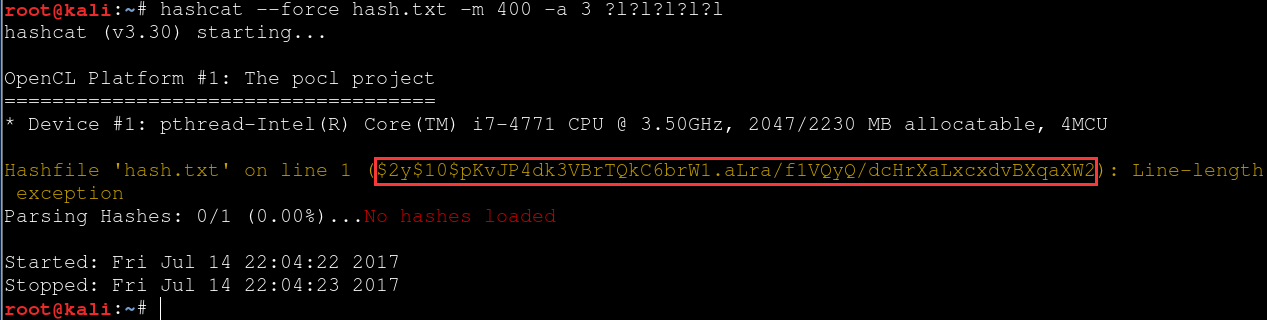 root@kali:~# hashcat --force hash.txt -m 400 -a 3 ?l?l?l?l?l
hashcat (v3.30) starting...
OpenCL Platform #1: The pocl project
====================================
* Device #1: pthread-Intel(R) Core(TM) i7-4771 CPU @ 3.50GHz, 2047/2230 MB allocatable, 4MCU
Hashfile 'hash.txt' on line 1 ($2y$10$pKvJP4dk3VBrTQkC6brW1.aLra/f1VQyQ/dcHrXaLxcxdvBXqaXW2): Line-length
exception
Parsing Hashes: 0/1 (0.00%)...No hashes loaded
Started: Fri Jul 14 22:04:22 2017
Stopped: Fri Jul 14 22:04:23 2017
root@kali:~#